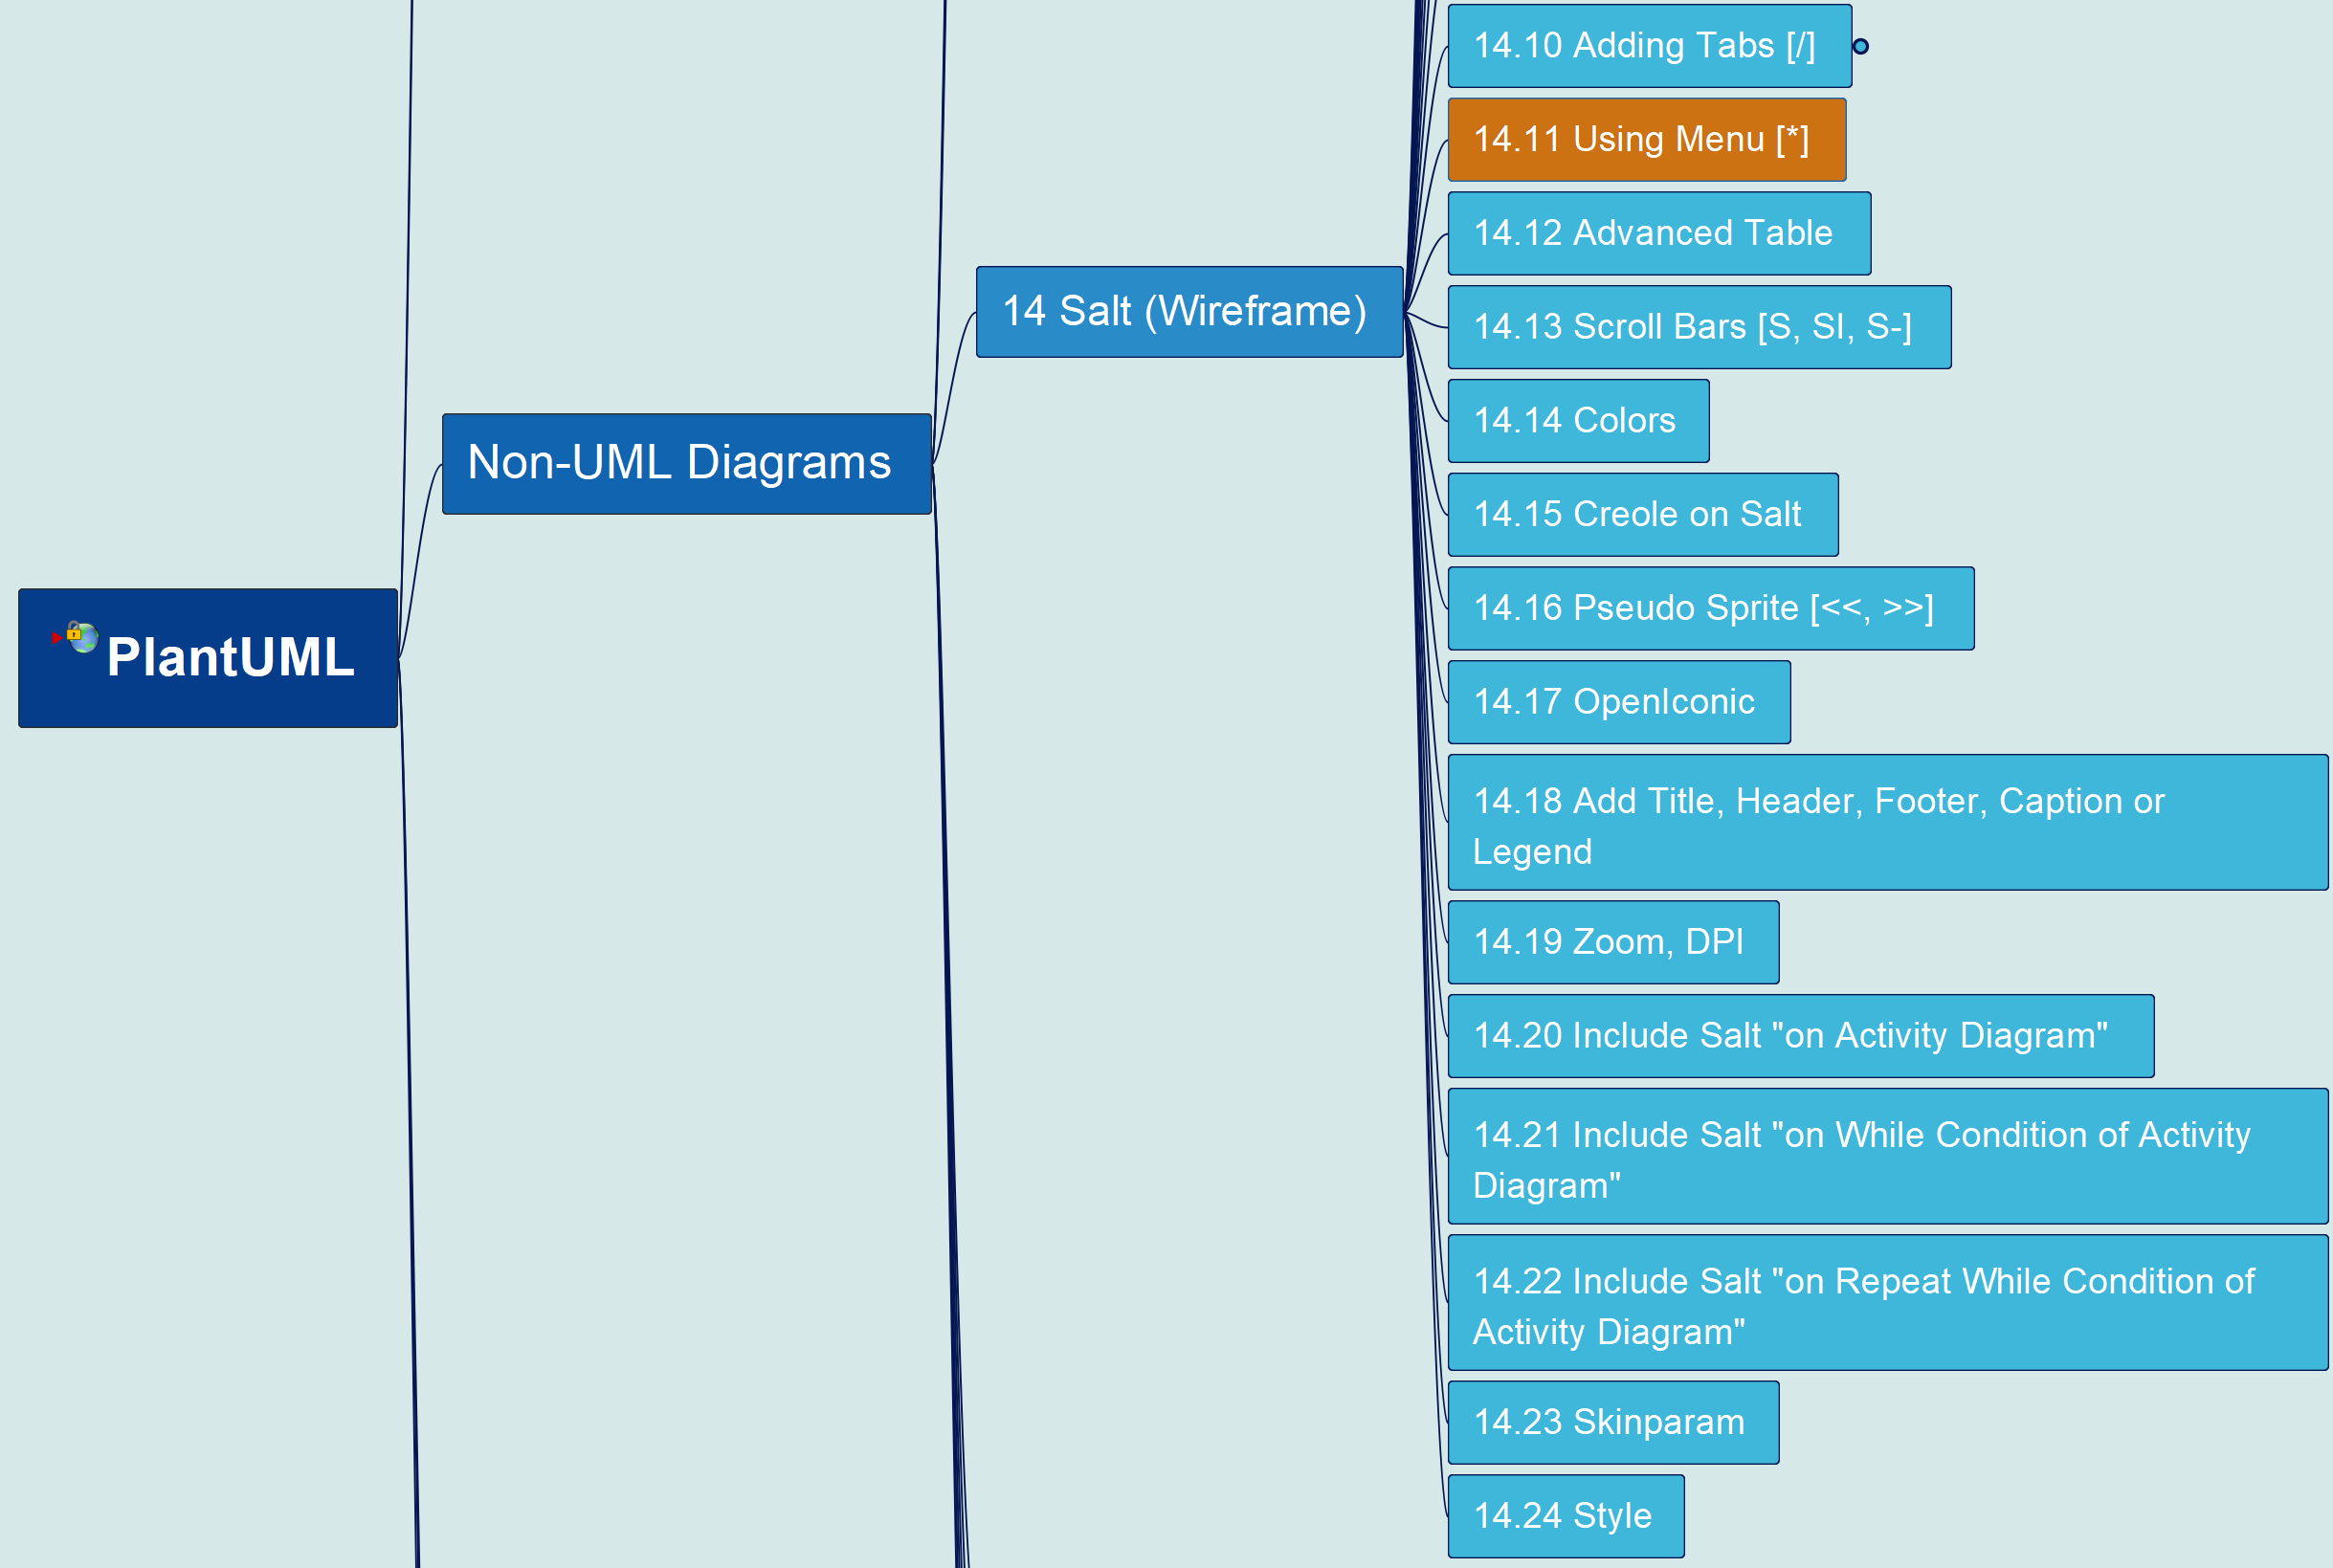 14.10 Adding Tabs [/]
14.11 Using Menu [*]
14.12 Advanced Table
14 Salt (Wireframe)
14.13 Scroll Bars [S, SI, S-]
14.14 Colors
Non-UML Diagrams
14.15 Creole on Salt
14.16 Pseudo Sprite [<<, >>]
PlantUML
14.17 OpenIconic
14.18 Add Title, Header, Footer, Caption or
Legend
14.19 Zoom, DPI
14.20 Include Salt "on Activity Diagram"
14.21 Include Salt "on While Condition of Activity
Diagram"
14.22 Include Salt "on Repeat While Condition of
Activity Diagram"
14.23 Skinparam
14.24 Style